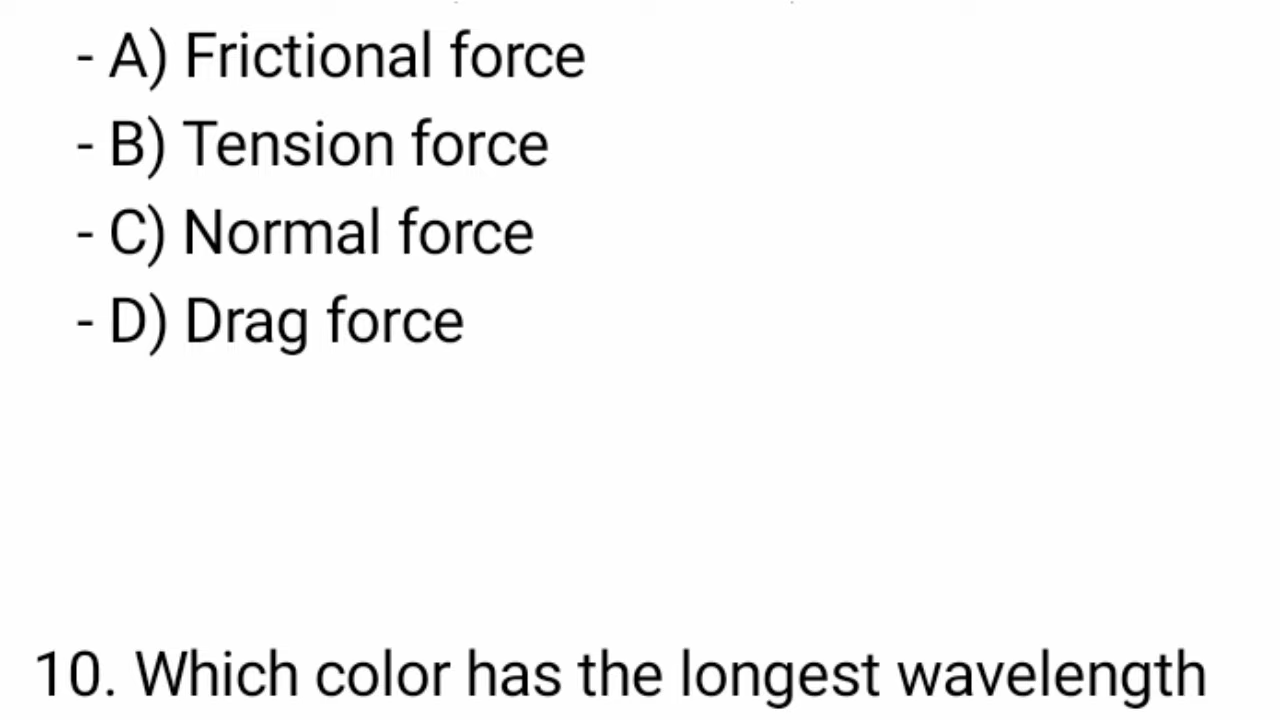 - A) Frictional force
- B) Tension force
- C) Normal force
- D) Drag force
10. Which color has the longest wavelength